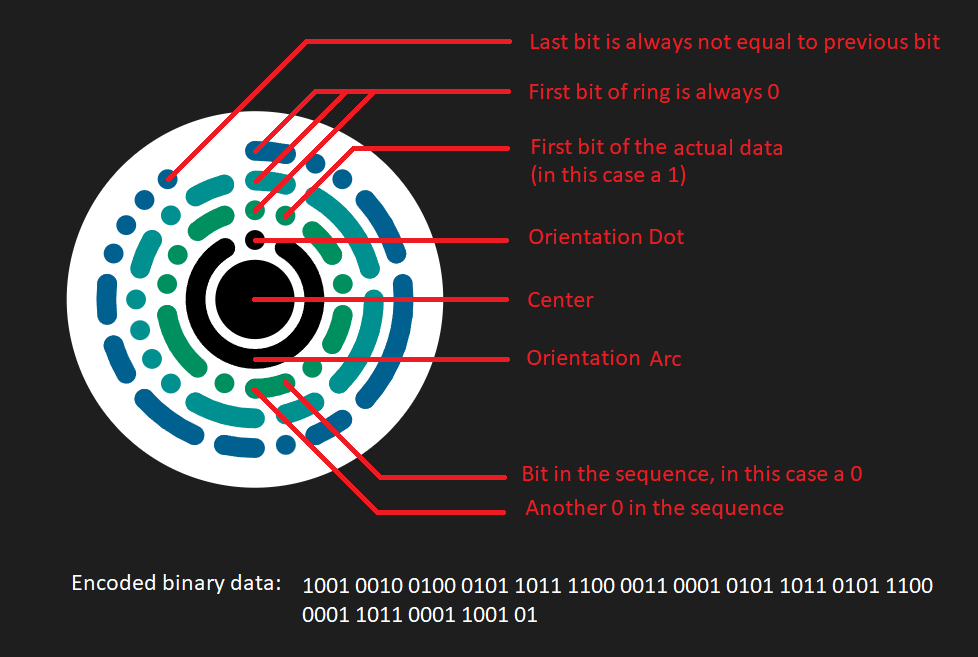 Last bit is always not equal to previous bit
First bit of ring is always 0
First bit of the actual data
(in this case a 1)
Orientation Dot
Center
Orientation Arc
Bit in the sequence, in this case a 0
Another 0 in the sequence
Encoded binary data: 1001 0010 0100 0101 1011 1100 0011 0001 0101 1011 0101 1100
0001 1011 0001 1001 01